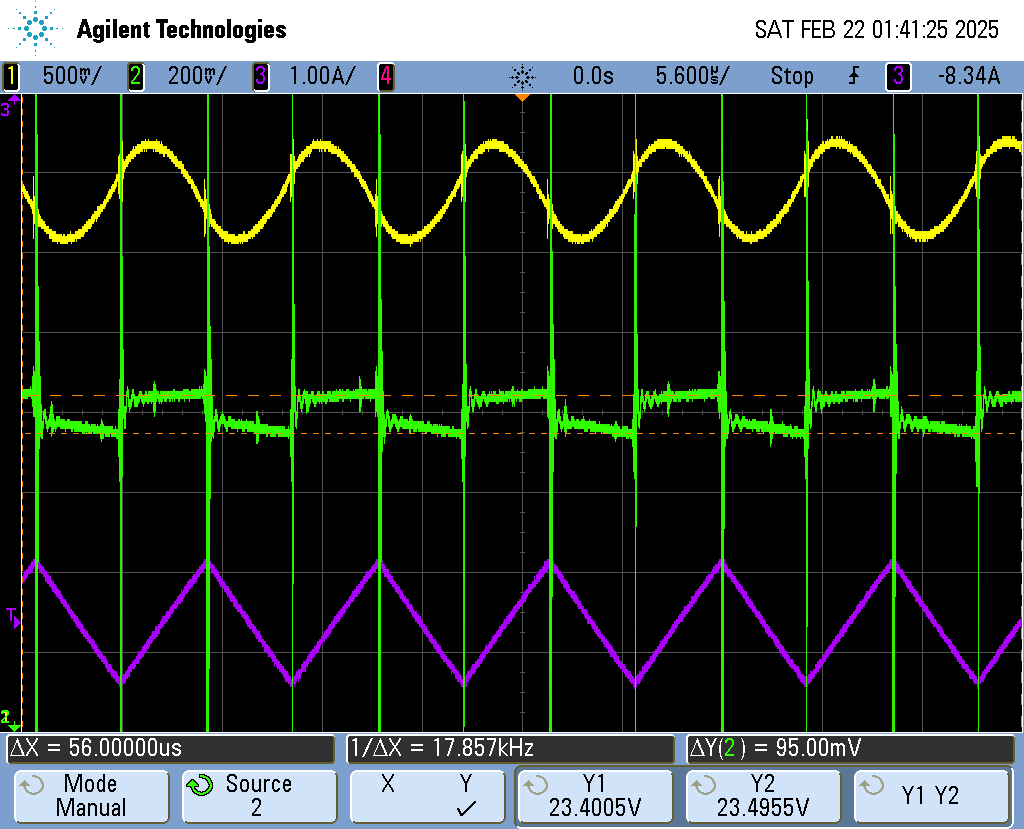 Agilent Technologies
SAT FEB 22 01:41:25 2025
1 500mV/ 2 200mV/ 3 1.00A/ 4 0.0s 5.600us/ Stop 3 -8.34A
3
T
2
ΔX = 56.00000us
1/ΔX = 17.857kHz
ΔY(2) = 95.00mV
Mode
Manual
Source
2
X Y
✓
Y1
23.4005V
Y2
23.4955V
Y1 Y2